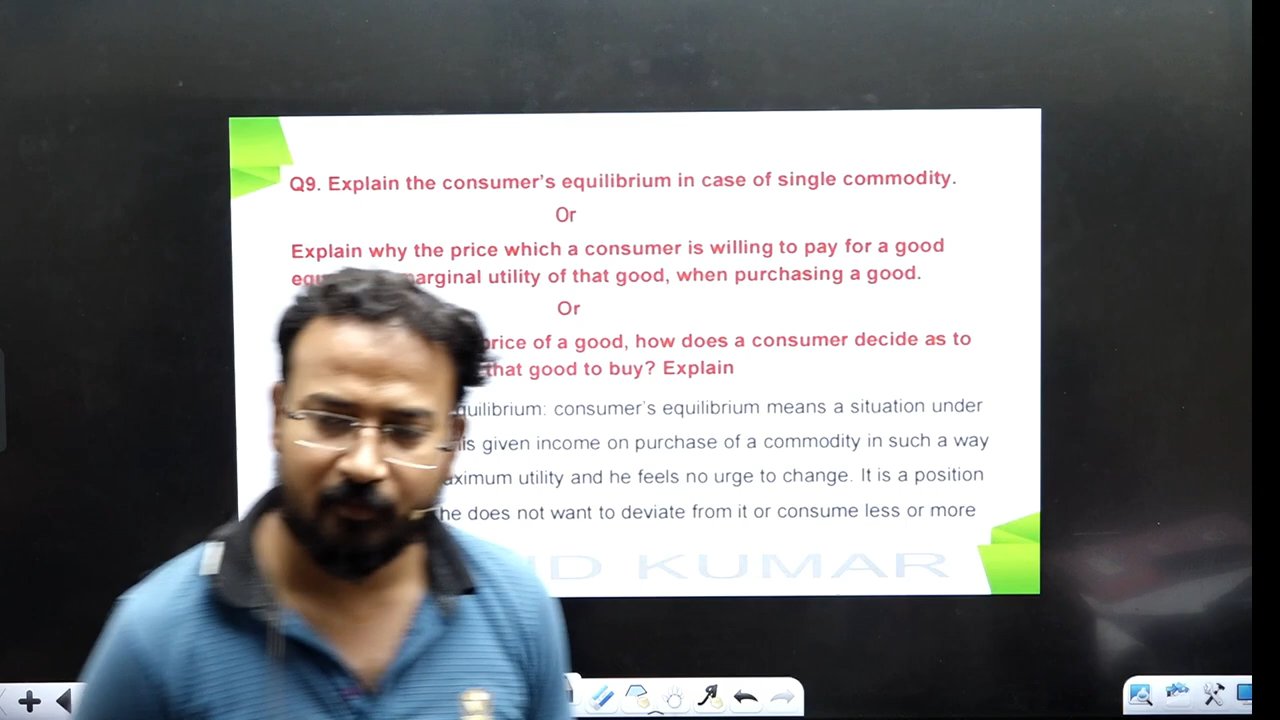 Q9. Explain the consumer's equilibrium in case of single commodity.
Or
Explain why the price which a consumer is willing to pay for a good
marginal utility of that good, when purchasing a good.
Or
price of a good, how does a consumer decide as to
that good to buy? Explain
equilibrium: consumer's equilibrium means a situation under
his given income on purchase of a commodity in such a way
maximum utility and he feels no urge to change. It is a position
he does not want to deviate from it or consume less or more
KUMAR